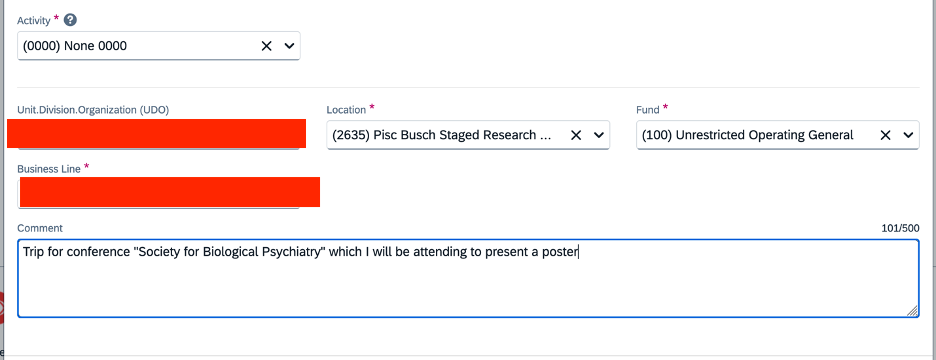 Activity *
(0000) None 0000
Unit.Division.Organization (UDO)
Location *
Fund *
(2635) Pisc Busch Staged Research ...
(100) Unrestricted Operating General
Business Line *
Comment
101/500
Trip for conference "Society for Biological Psychiatry" which I will be attending to present a poster